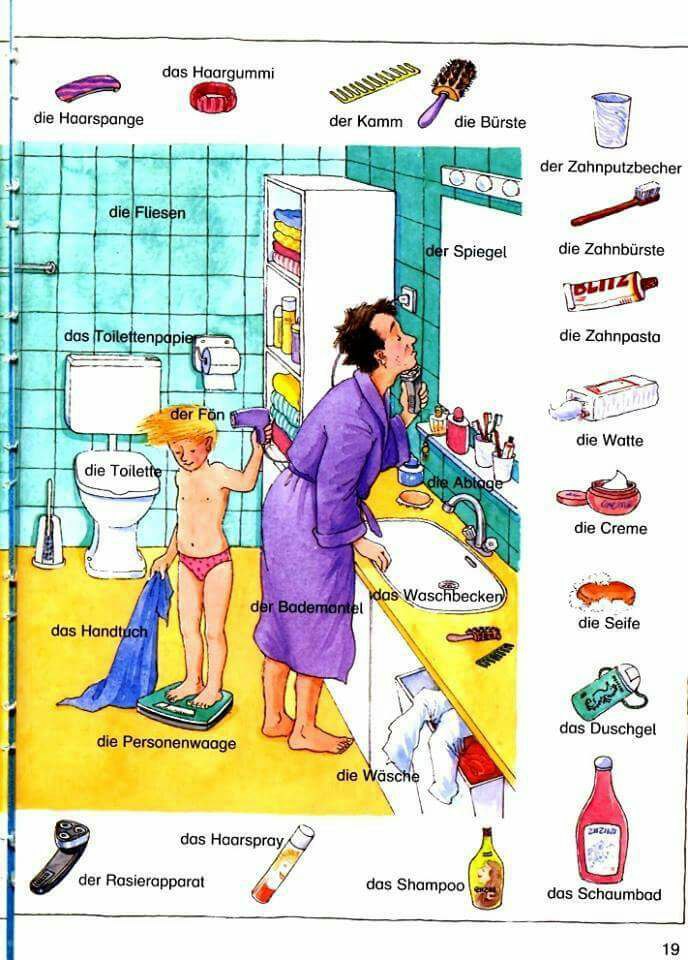 das Haargummi
die Haarspange
der Kamm
die Bürste
der Zahnputzbecher
die Fliesen
der Spiegel
die Zahnbürste
BLITZ
das Toilettenpapier
die Zahnpasta
der Fön
die Watte
die Toilette
die Ablage
die Creme
das Waschbecken
der Bademantel
die Seife
das Handtuch
das Duschgel
die Personenwaage
die Wäsche
das Haarspray
der Rasierapparat
das Shampoo
das Schaumbad
19